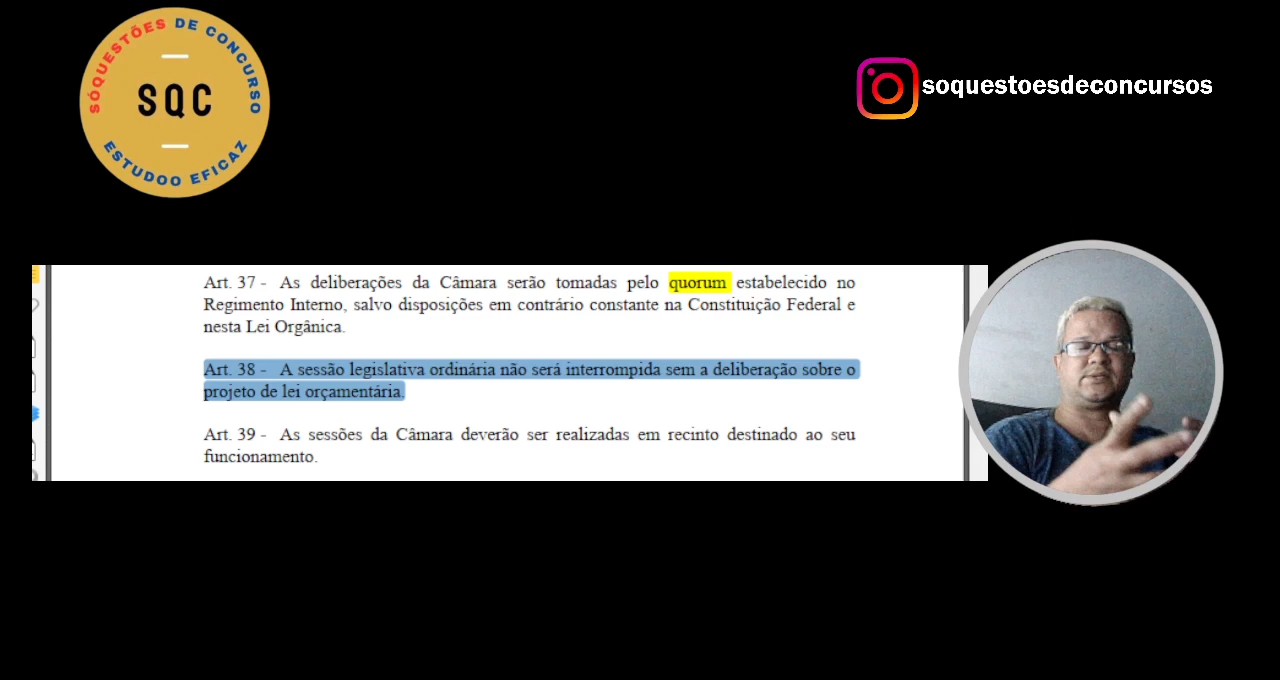 SÓQUESTÕES DE CONCURSO
SQC
ESTUDOO EFICAZ
soquestoesdeconcursos
Art. 37 - As deliberações da Câmara serão tomadas pelo quorum estabelecido no
Regimento Interno, salvo disposições em contrário constante na Constituição Federal e
nesta Lei Orgânica.
Art. 38 - A sessão legislativa ordinária não será interrompida sem a deliberação sobre o
projeto de lei orçamentária.
Art. 39 - As sessões da Câmara deverão ser realizadas em recinto destinado ao seu
funcionamento.